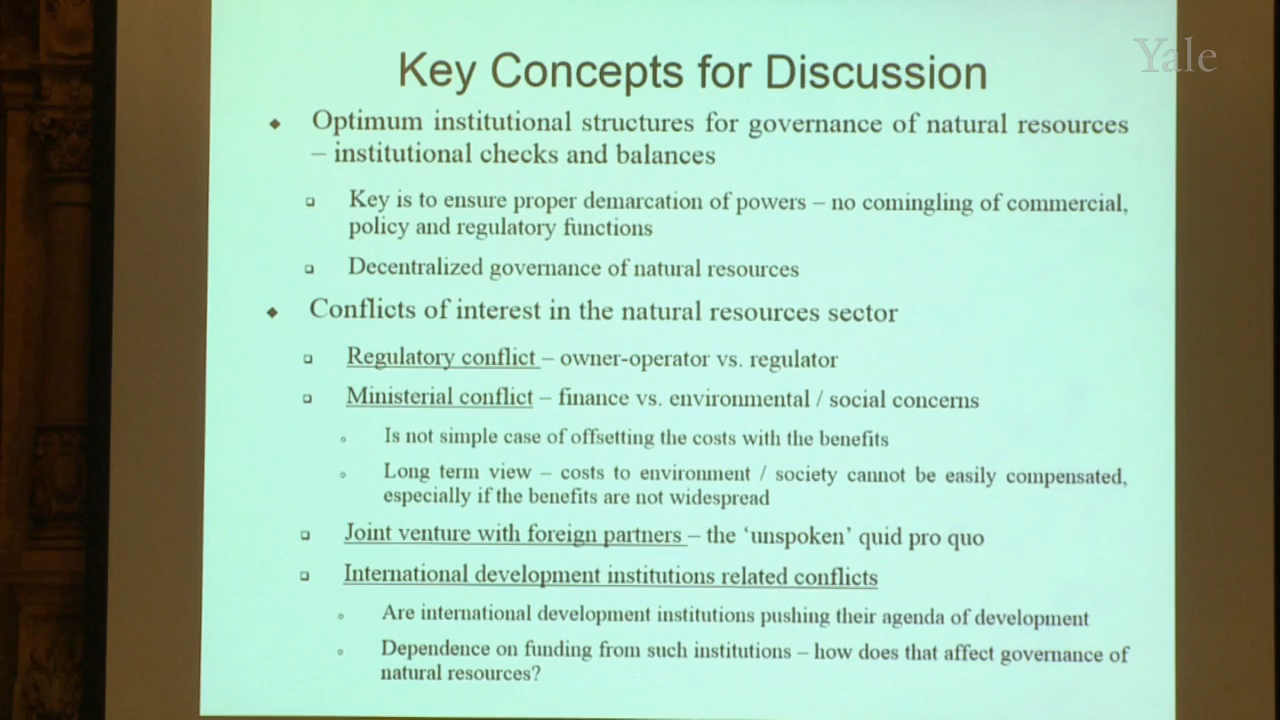 Yale
Key Concepts for Discussion
◆ Optimum institutional structures for governance of natural resources
– institutional checks and balances
❑ Key is to ensure proper demarcation of powers – no comingling of commercial,
policy and regulatory functions
❑ Decentralized governance of natural resources
◆ Conflicts of interest in the natural resources sector
❑ Regulatory conflict – owner-operator vs. regulator
❑ Ministerial conflict – finance vs. environmental / social concerns
○ Is not simple case of offsetting the costs with the benefits
○ Long term view – costs to environment / society cannot be easily compensated,
especially if the benefits are not widespread
❑ Joint venture with foreign partners – the ‘unspoken’ quid pro quo
❑ International development institutions related conflicts
○ Are international development institutions pushing their agenda of development
○ Dependence on funding from such institutions – how does that affect governance of
natural resources?